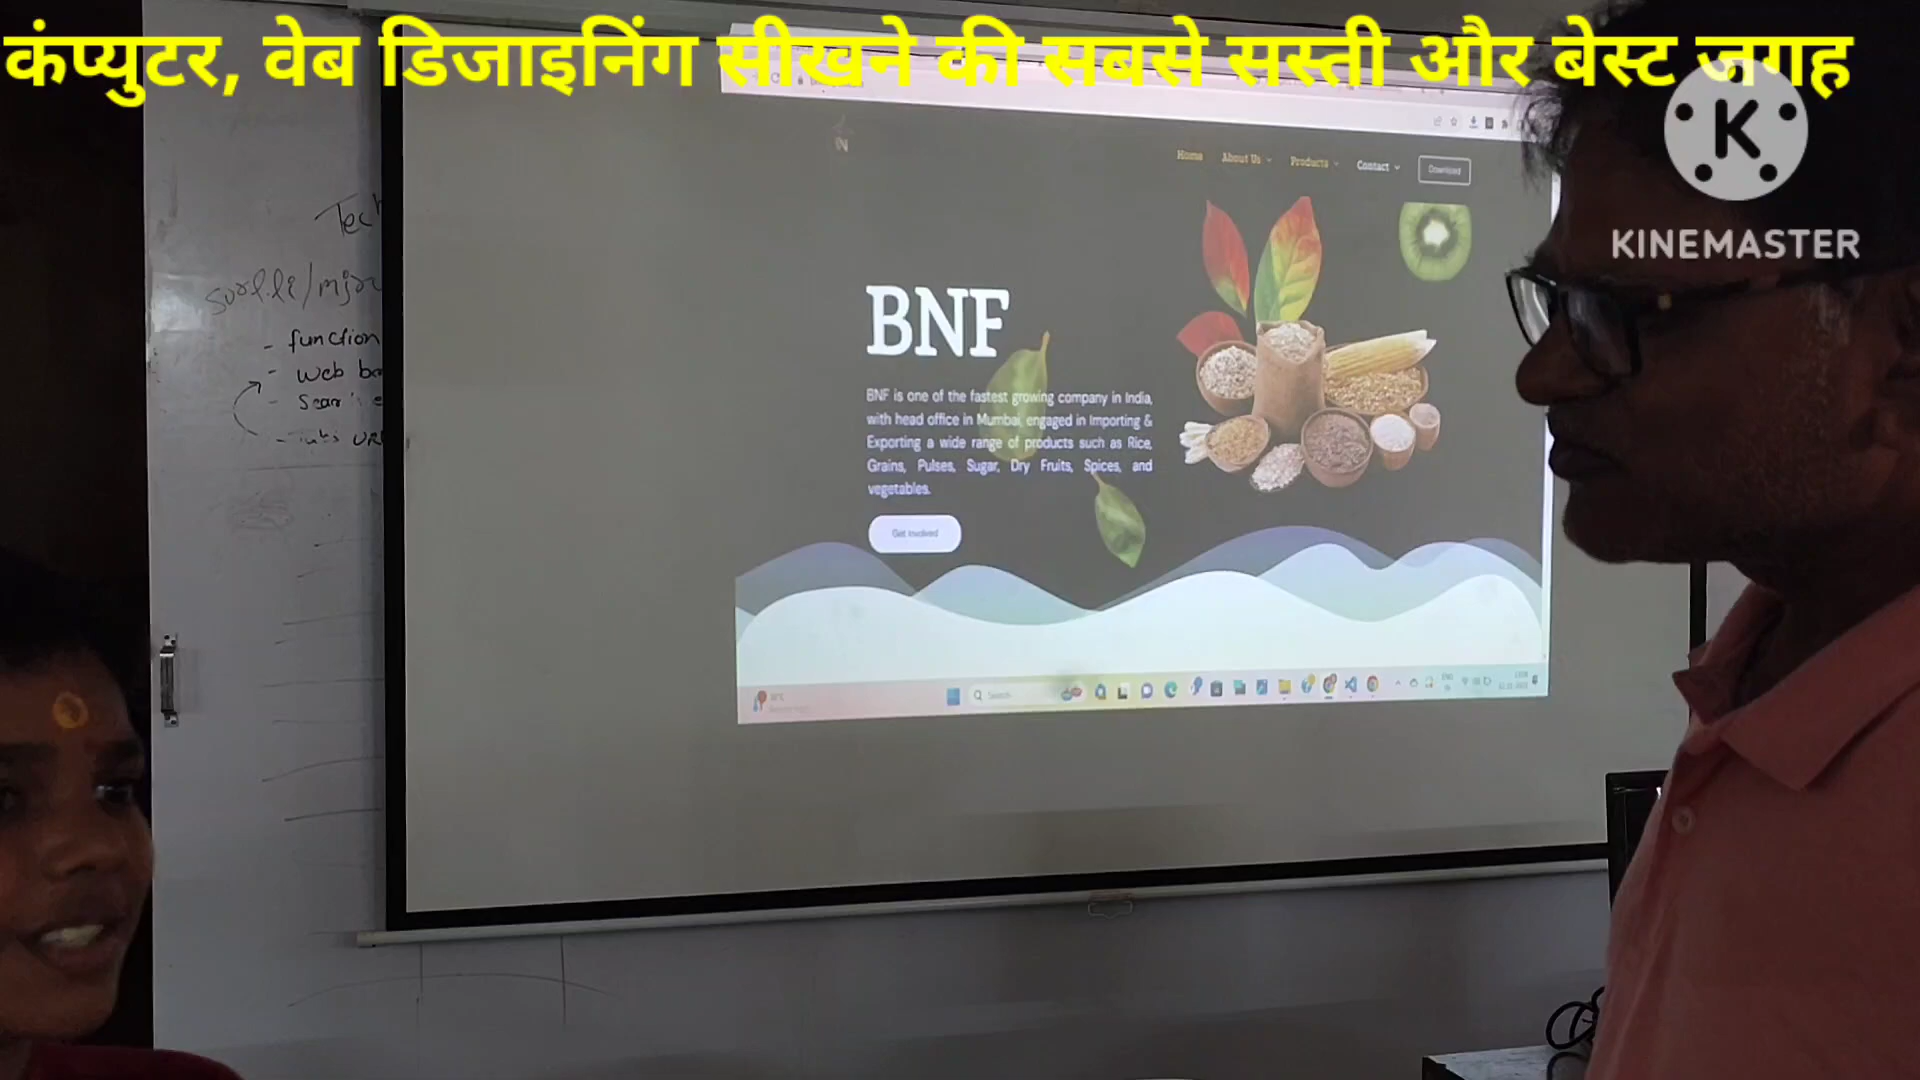 कंप्युटर, वेब डिजाइनिंग सीखने की सबसे सस्ती और बेस्ट जगह
K
KINEMASTER
Home About Us Products Contact Download
BNF
BNF is one of the fastest growing company in India,
with head office in Mumbai, engaged in Importing &
Exporting a wide range of products such as Rice,
Grains, Pulses, Sugar, Dry Fruits, Spices, and
vegetables.
Get Involved
Search
- function